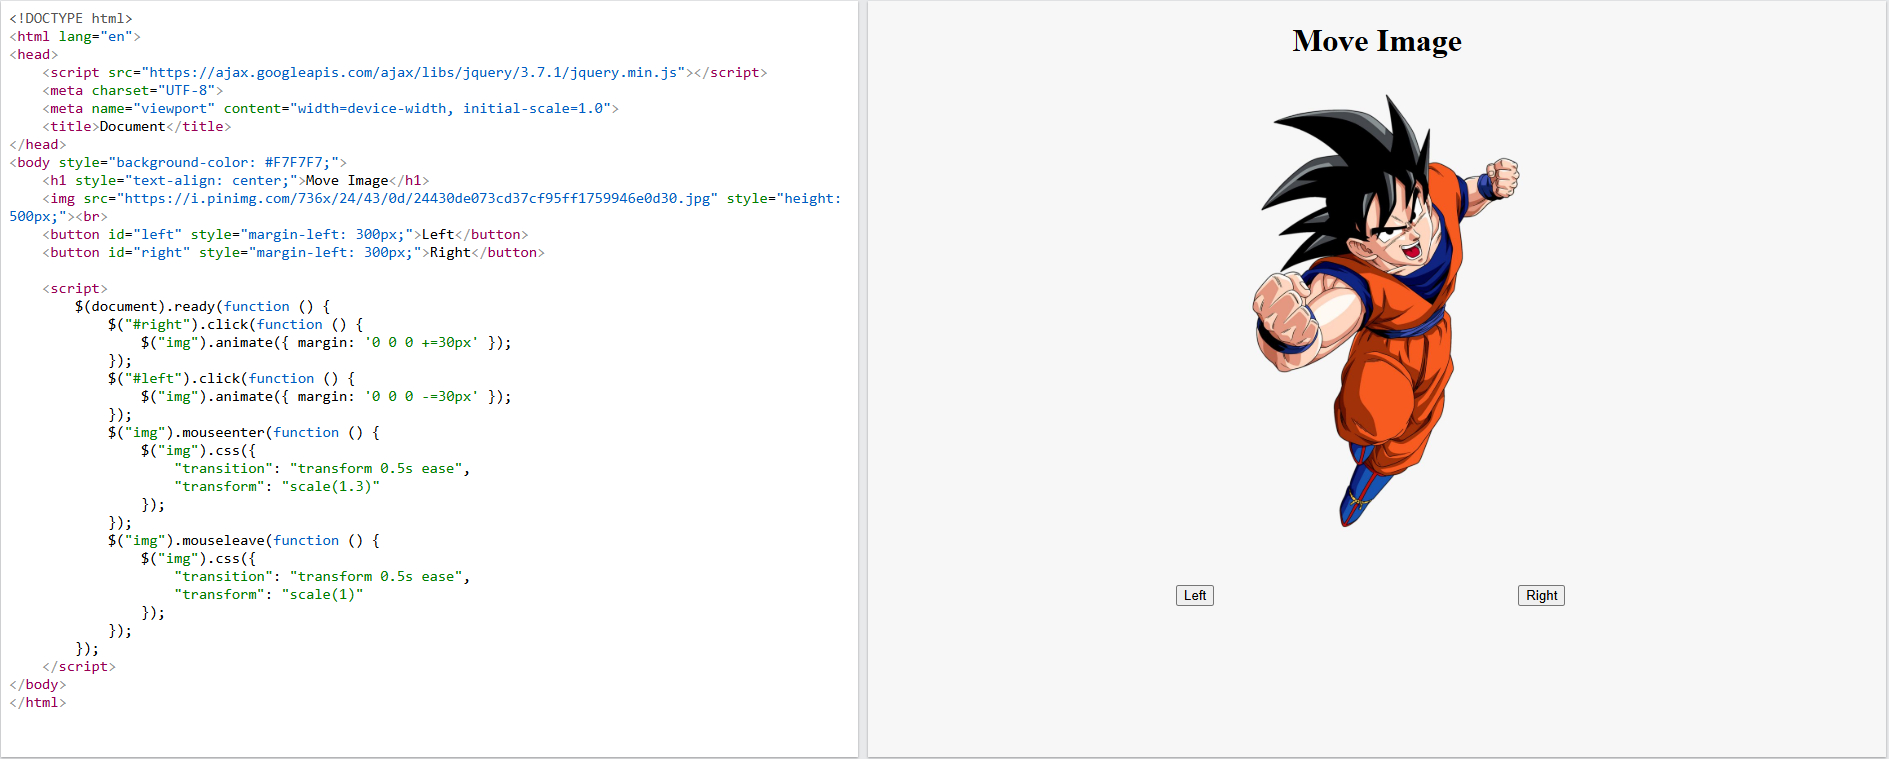 <!DOCTYPE html>
<html lang="en">
<head>
    <script src="https://ajax.googleapis.com/ajax/libs/jquery/3.7.1/jquery.min.js"></script>
    <meta charset="UTF-8">
    <meta name="viewport" content="width=device-width, initial-scale=1.0">
    <title>Document</title>
</head>
<body style="background-color: #F7F7F7;">
    <h1 style="text-align: center;">Move Image</h1>
    <img src="https://i.pinimg.com/736x/24/43/0d/24430de073cd37cf95ff1759946e0d30.jpg" style="height:
500px;"><br>
    <button id="left" style="margin-left: 300px;">Left</button>
    <button id="right" style="margin-left: 300px;">Right</button>

    <script>
        $(document).ready(function () {
            $("#right").click(function () {
                $("img").animate({ margin: '0 0 0 +=30px' });
            });
            $("#left").click(function () {
                $("img").animate({ margin: '0 0 0 -=30px' });
            });
            $("img").mouseenter(function () {
                $("img").css({
                    "transition": "transform 0.5s ease",
                    "transform": "scale(1.3)"
                });
            });
            $("img").mouseleave(function () {
                $("img").css({
                    "transition": "transform 0.5s ease",
                    "transform": "scale(1)"
                });
            });
        });
    </script>
</body>
</html>
Move Image
Left Right